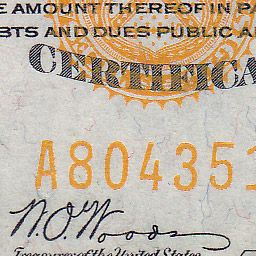 E AMOUNT THEREOF IN PA
BTS AND DUES PUBLIC A
CERTIFICA
A804351
W.O. Woods
Treasurer of the United States